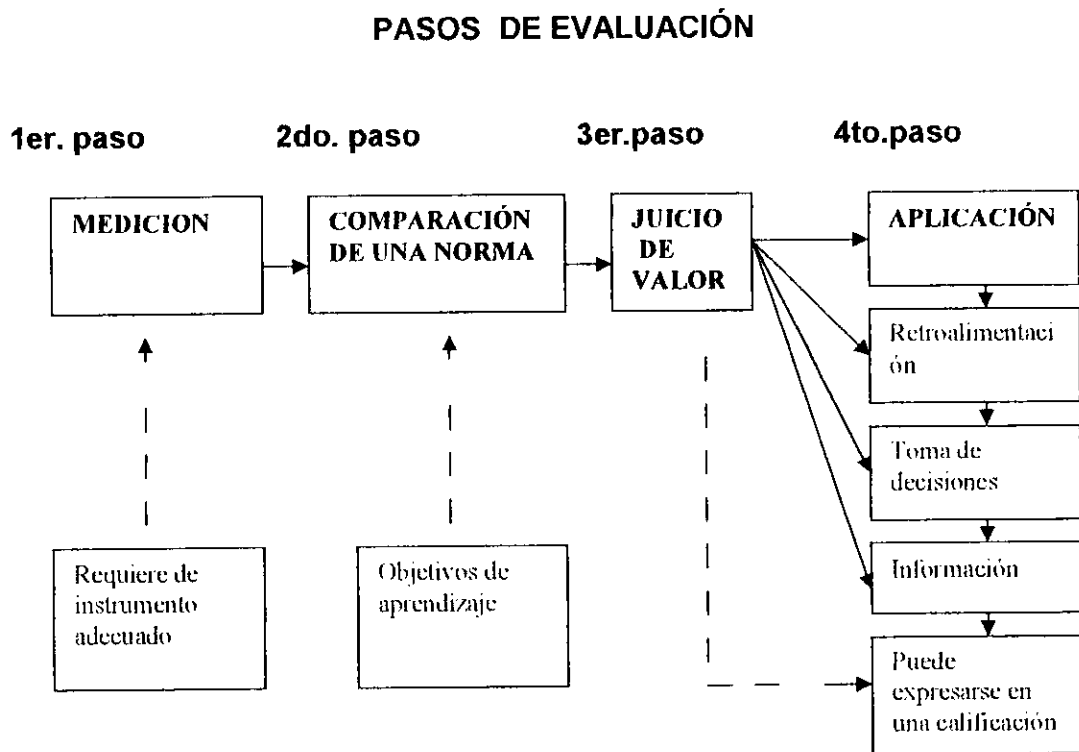 PASOS DE EVALUACIÓN
1er. paso
2do. paso
3er.paso
4to.paso
MEDICION
COMPARACIÓN
DE UNA NORMA
JUICIO
DE
VALOR
APLICACIÓN
Retroalimentaci
ón
Toma de
decisiones
Información
Puede
expresarse en
una calificación
Requiere de
instrumento
adecuado
Objetivos de
aprendizaje